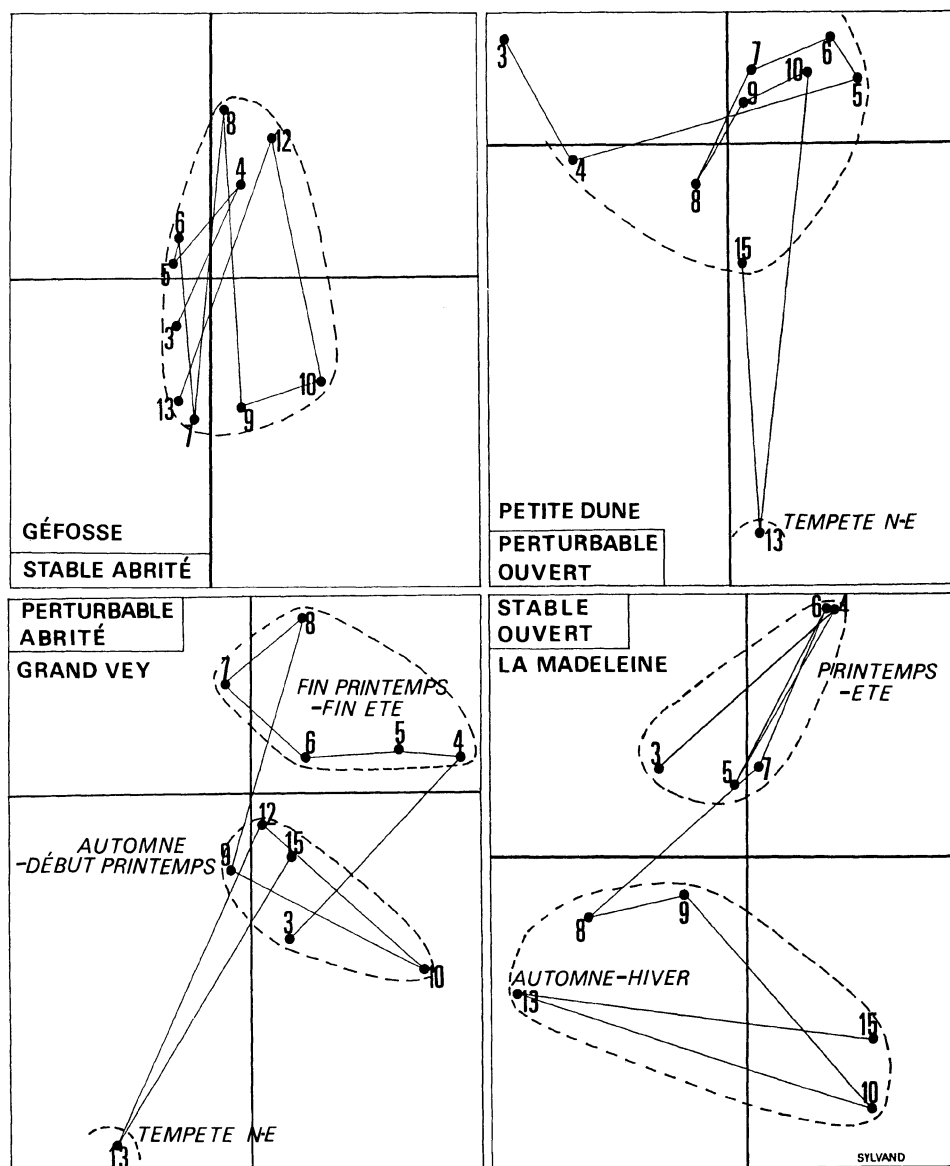 8
12
4
6
5
3
13
7
9
10
GÉFOSSE
STABLE ABRITÉ
3
7
6
10
9
5
4
8
15
PETITE DUNE
PERTURBABLE
OUVERT
TEMPETE N-E
13
PERTURBABLE
ABRITÉ
GRAND VEY
8
7
FIN PRINTEMPS
-FIN ETE
6
5
4
12
15
AUTOMNE
-DÉBUT PRINTEMPS
9
3
10
TEMPETE N-E
13
STABLE
OUVERT
LA MADELEINE
6-4
PRINTEMPS
-ETE
3
5
7
8
9
AUTOMNE-HIVER
13
15
10
SYLVAND